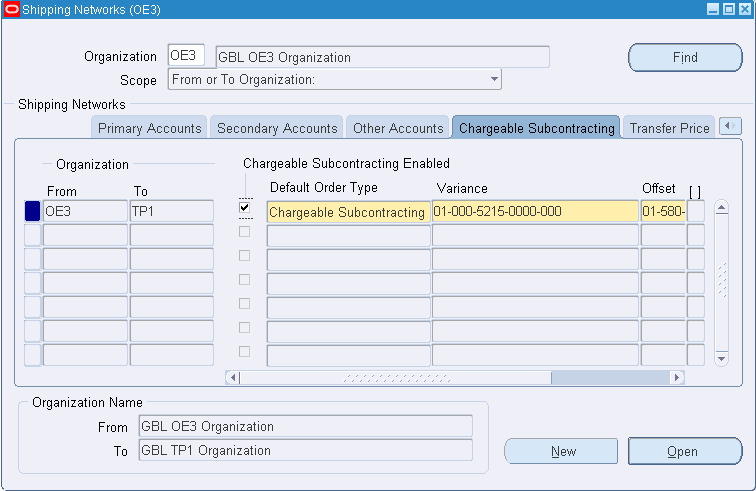 Shipping Networks (OE3)
Organization OE3 GBL OE3 Organization Find
Scope From or To Organization:
Shipping Networks
Primary Accounts Secondary Accounts Other Accounts Chargeable Subcontracting Transfer Price
Organization Chargeable Subcontracting Enabled
From To Default Order Type Variance Offset [ ]
OE3 TP1 Chargeable Subcontracting 01-000-5215-0000-000 01-580-
Organization Name
From GBL OE3 Organization
To GBL TP1 Organization New Open